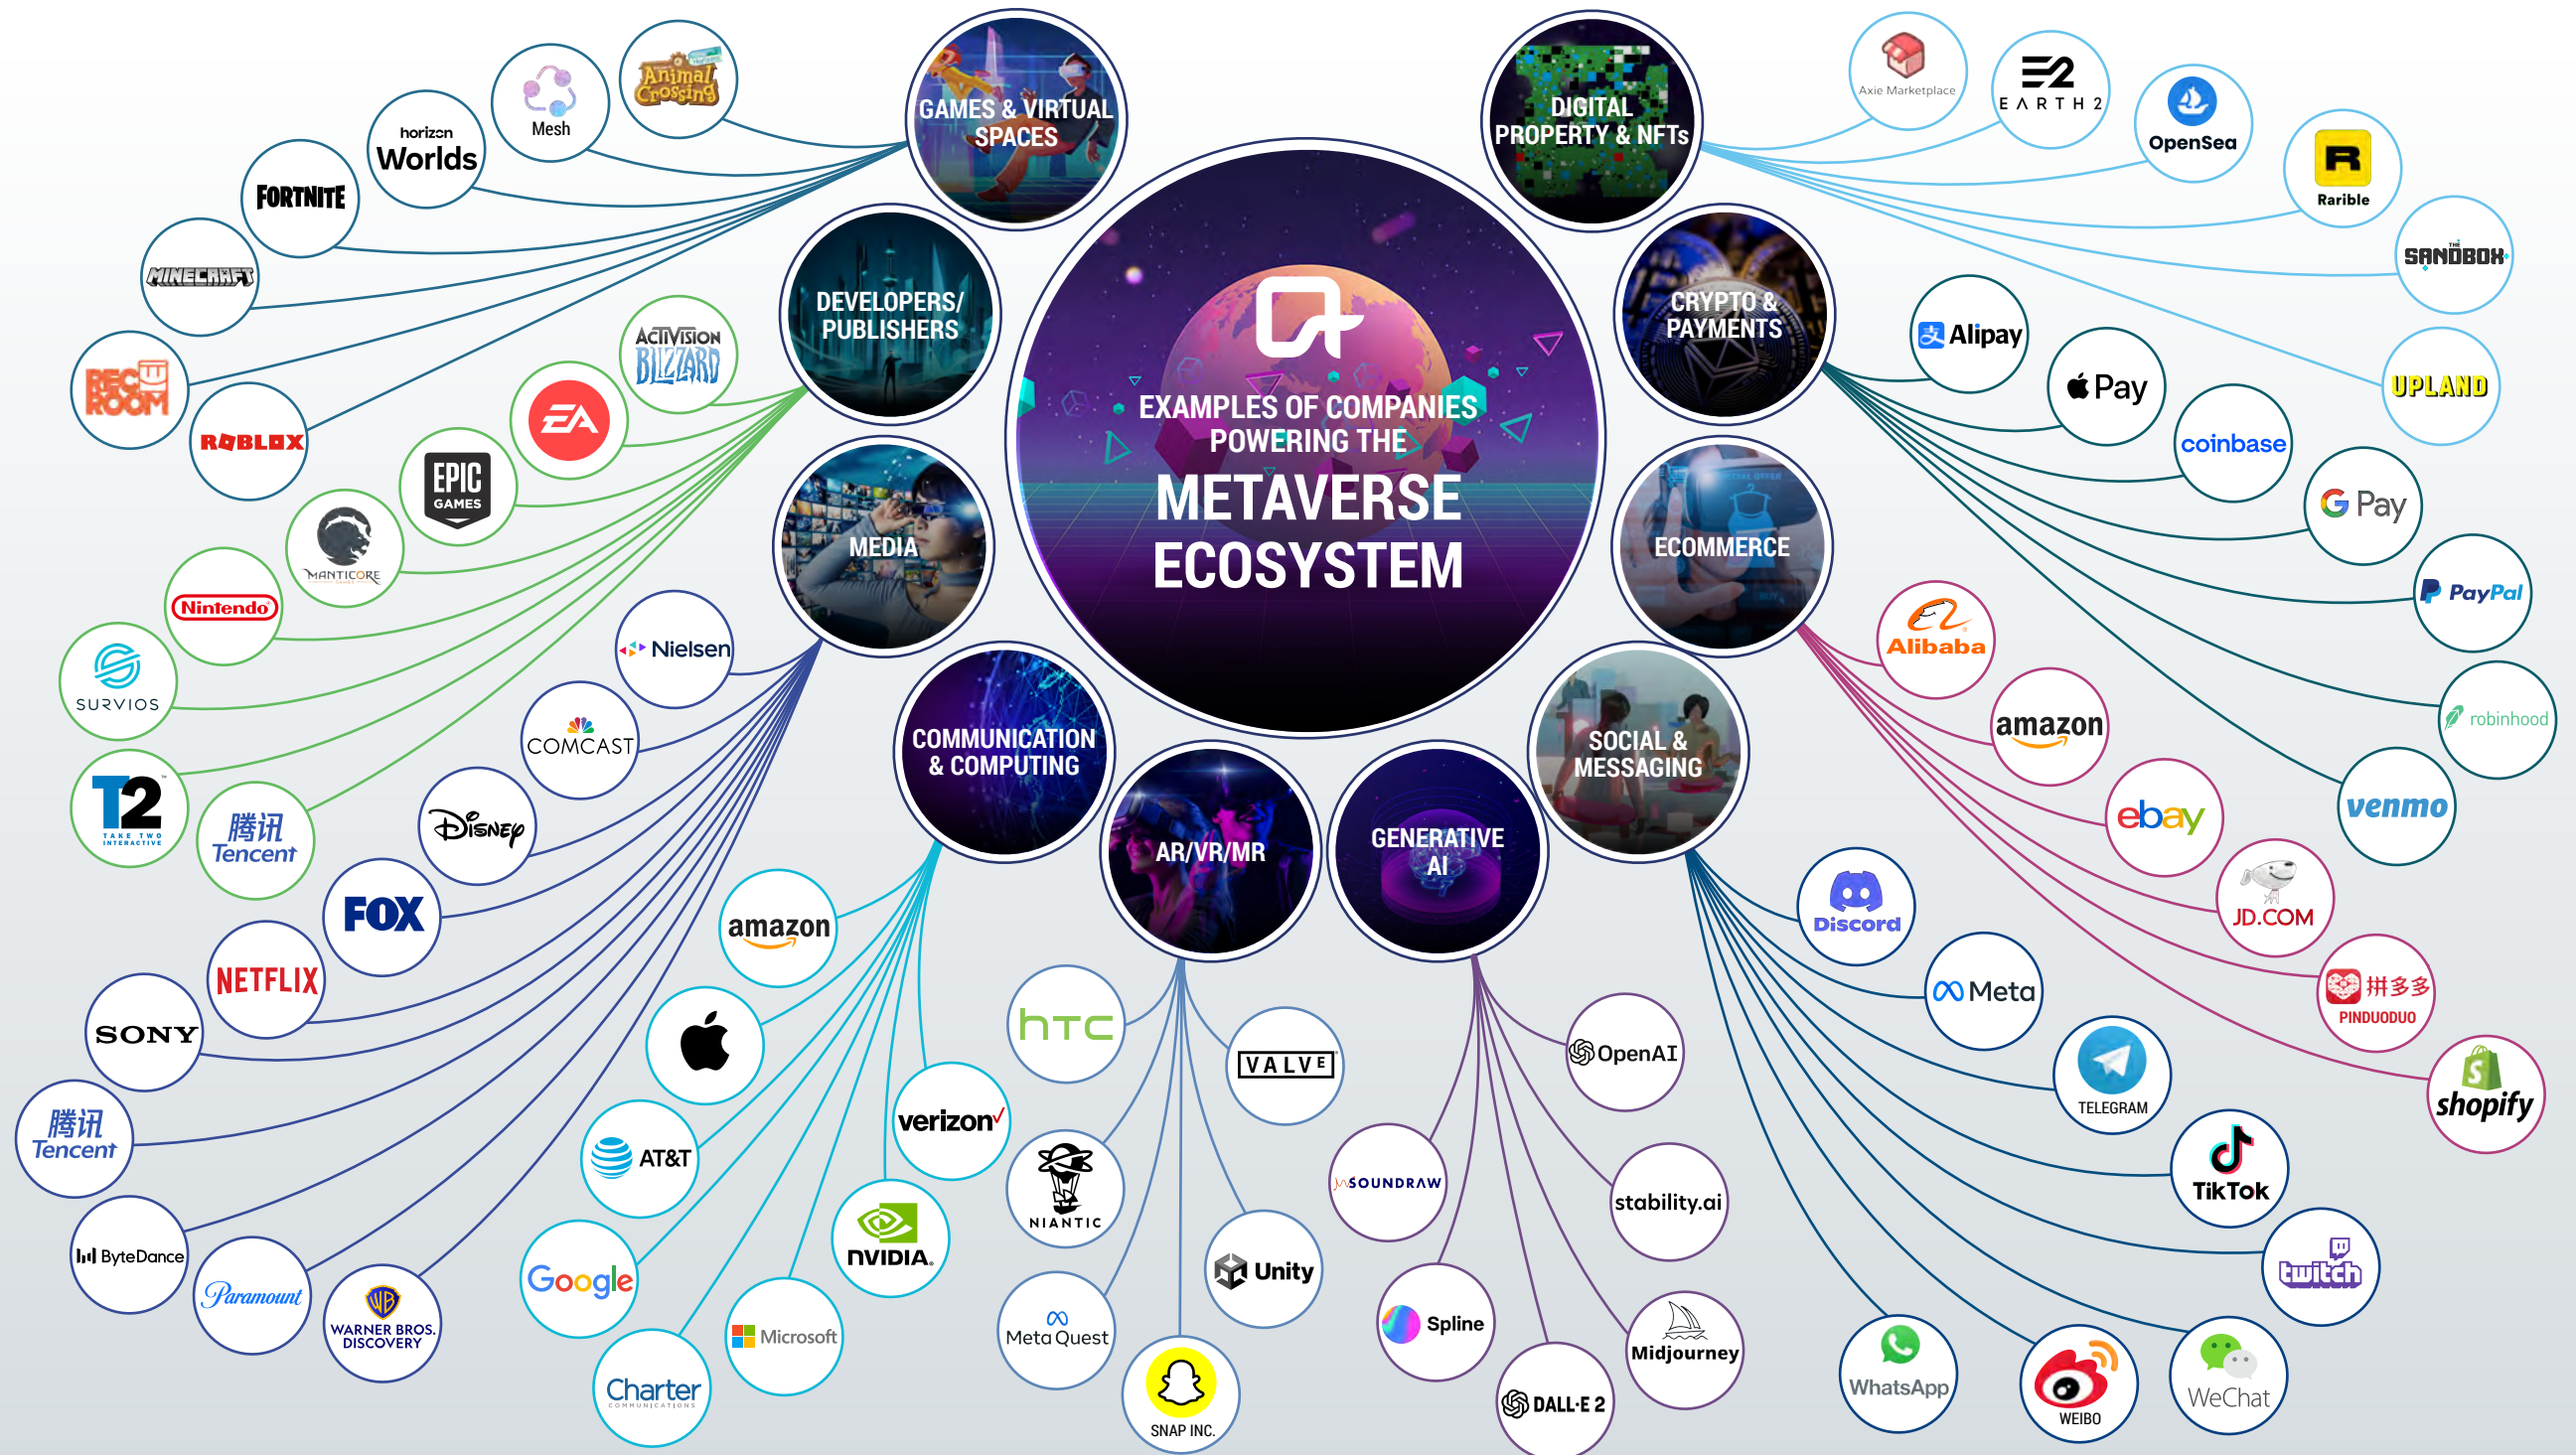 EXAMPLES OF COMPANIES
POWERING THE
METAVERSE
ECOSYSTEM
GAMES & VIRTUAL
SPACES
Animal
Crossing
Mesh
horizon
Worlds
FORTNITE
MINECRAFT
REC
ROOM
ROBLOX
DEVELOPERS/
PUBLISHERS
ACTIVISION
BLIZZARD
EA
EPIC
GAMES
MANTICORE
GAMES
Nintendo
SURVIOS
T2
TAKE TWO
INTERACTIVE
腾讯
Tencent
MEDIA
Nielsen
COMCAST
Disney
FOX
NETFLIX
SONY
腾讯
Tencent
ByteDance
Paramount
WB
WARNER BROS.
DISCOVERY
COMMUNICATION
& COMPUTING
amazon
AT&T
Google
Charter
COMMUNICATIONS
Microsoft
NVIDIA
verizon
AR/VR/MR
hTC
NIANTIC
Meta Quest
SNAP INC.
Unity
VALVE
GENERATIVE
AI
SOUNDRAW
Spline
DALL·E 2
Midjourney
stability.ai
OpenAI
SOCIAL &
MESSAGING
Discord
Meta
TELEGRAM
TikTok
twitch
WeChat
WEIBO
WhatsApp
ECOMMERCE
Alibaba
amazon
ebay
JD.COM
拼多多
PINDUODUO
shopify
CRYPTO &
PAYMENTS
支 Alipay
Pay
coinbase
G Pay
PayPal
robinhood
venmo
DIGITAL
PROPERTY & NFTs
Axie Marketplace
E2
EARTH 2
OpenSea
R
Rarible
THE
SANDBOX
UPLAND